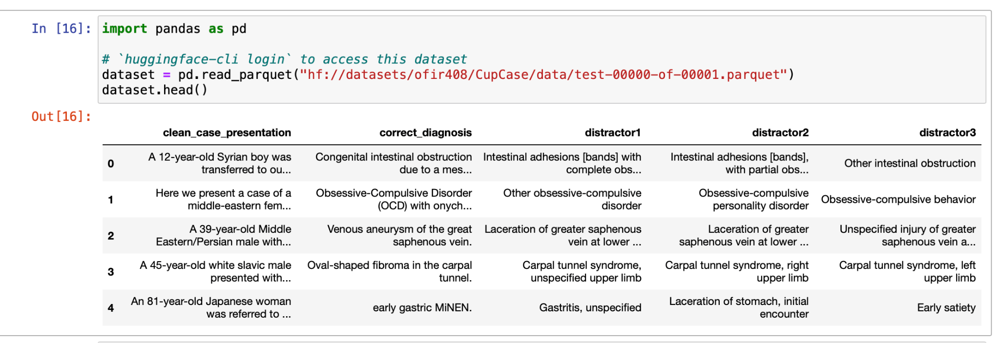 In [16]: import pandas as pd
# `huggingface-cli login` to access this dataset
dataset = pd.read_parquet("hf://datasets/ofir408/CupCase/data/test-00000-of-00001.parquet")
dataset.head()
Out[16]:
clean_case_presentation correct_diagnosis distractor1 distractor2 distractor3
0 A 12-year-old Syrian boy was transferred to ou... Congenital intestinal obstruction due to a mes... Intestinal adhesions [bands] with complete obs... Intestinal adhesions [bands], with partial obs... Other intestinal obstruction
1 Here we present a case of a middle-eastern fem... Obsessive-Compulsive Disorder (OCD) with onych... Other obsessive-compulsive disorder Obsessive-compulsive personality disorder Obsessive-compulsive behavior
2 A 39-year-old Middle Eastern/Persian male with... Venous aneurysm of the great saphenous vein. Laceration of greater saphenous vein at lower ... Laceration of greater saphenous vein at lower ... Unspecified injury of greater saphenous vein a...
3 A 45-year-old white slavic male presented with... Oval-shaped fibroma in the carpal tunnel. Carpal tunnel syndrome, unspecified upper limb Carpal tunnel syndrome, right upper limb Carpal tunnel syndrome, left upper limb
4 An 81-year-old Japanese woman was referred to ... early gastric MiNEN. Gastritis, unspecified Laceration of stomach, initial encounter Early satiety